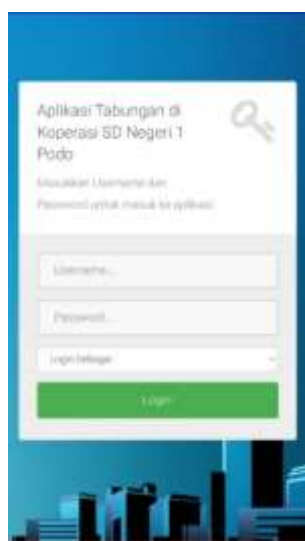 Aplikasi Tabungan di
Koperasi SD Negeri 1
Podo
Masukkan Username dan
Password untuk masuk ke aplikasi
Username...
Password...
Login Sebagai
Login